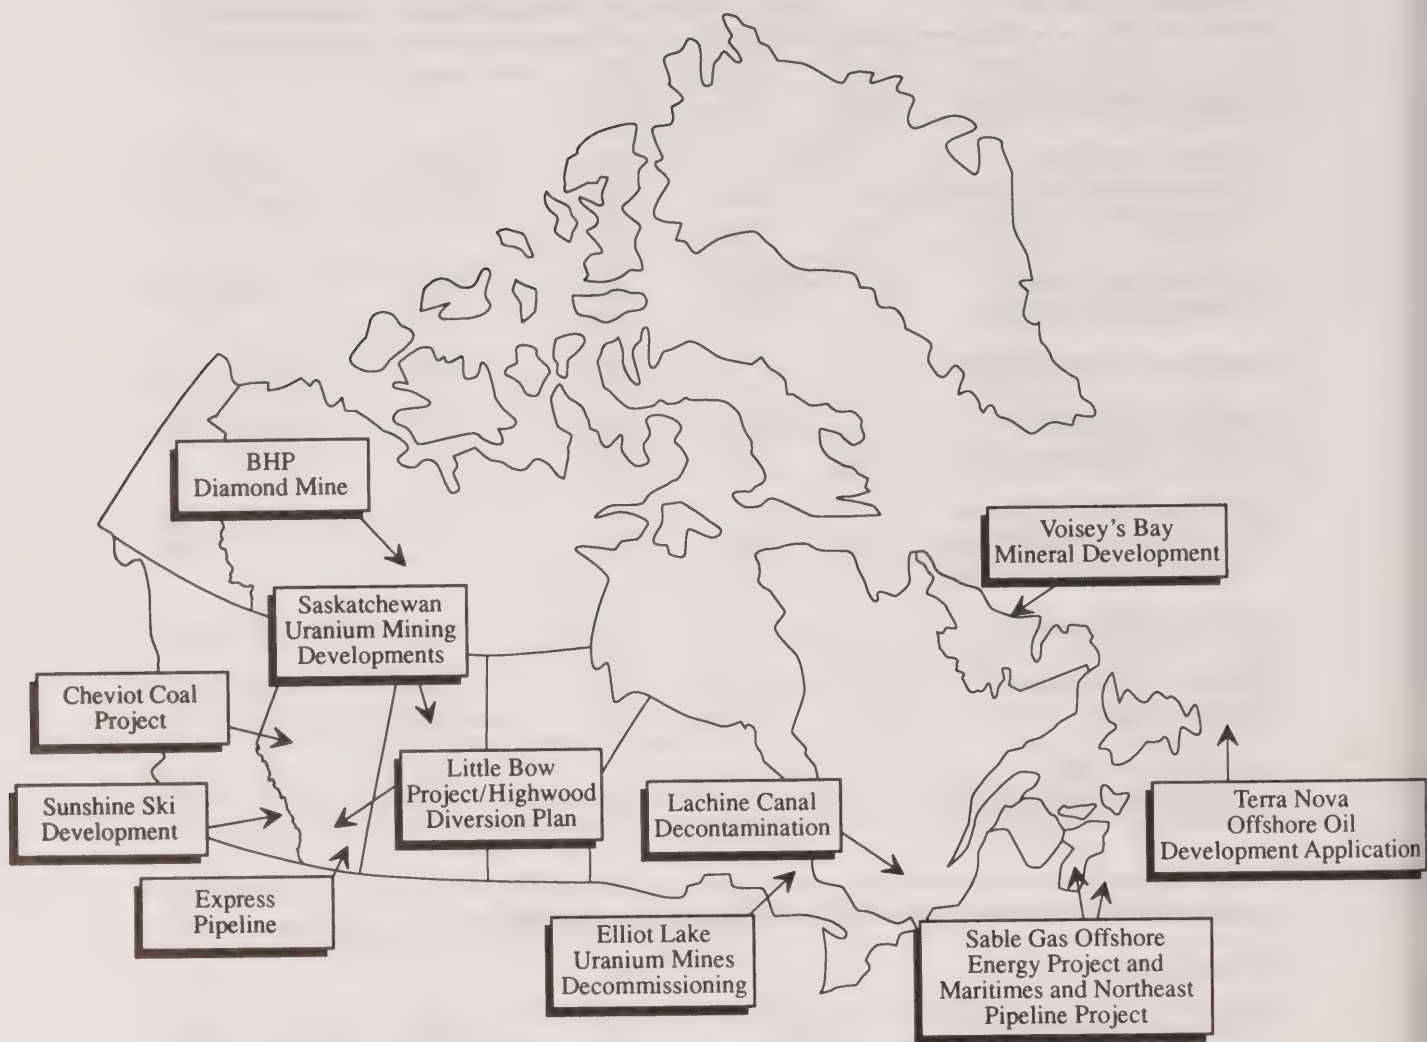 BHP
Diamond Mine
Voisey's Bay
Mineral Development
Saskatchewan
Uranium Mining
Developments
Cheviot Coal
Project
Little Bow
Project/Highwood
Diversion Plan
Sunshine Ski
Development
Lachine Canal
Decontamination
Terra Nova
Offshore Oil
Development Application
Express
Pipeline
Elliot Lake
Uranium Mines
Decommissioning
Sable Gas Offshore
Energy Project and
Maritimes and Northeast
Pipeline Project